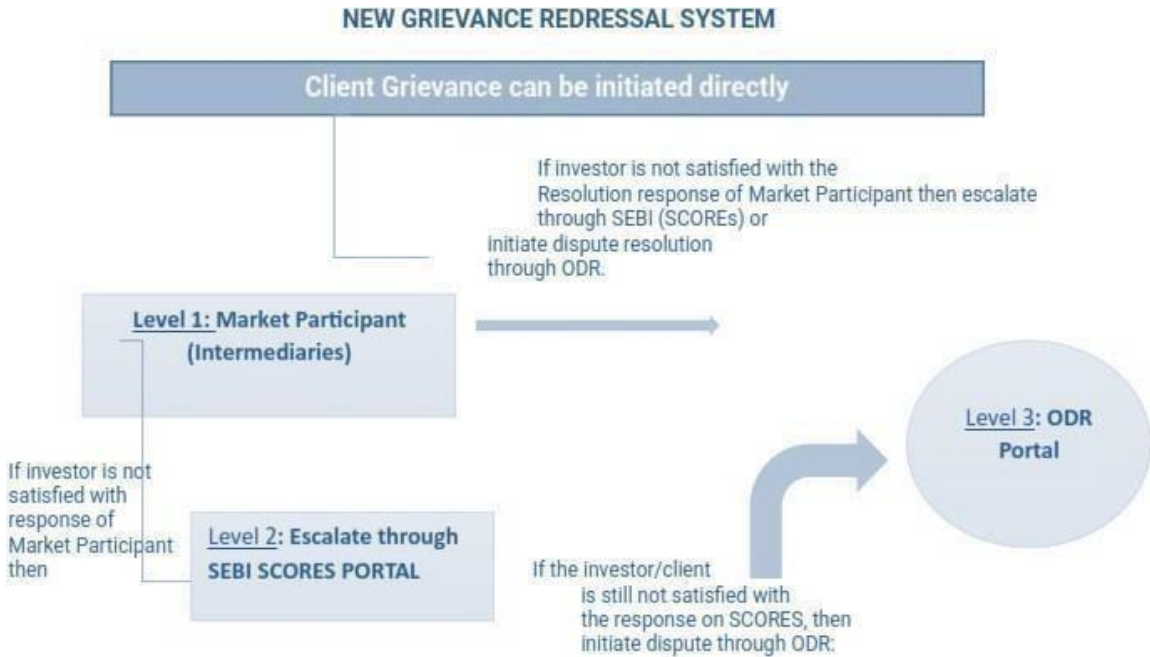 NEW GRIEVANCE REDRESSAL SYSTEM
Client Grievance can be initiated directly
If investor is not satisfied with the
Resolution response of Market Participant then escalate
through SEBI (SCOREs) or
initiate dispute resolution
through ODR.
Level 1: Market Participant
(Intermediaries)
Level 3: ODR
Portal
If investor is not
satisfied with
response of
Market Participant
then
Level 2: Escalate through
SEBI SCORES PORTAL
If the investor/client
is still not satisfied with
the response on SCORES, then
initiate dispute through ODR: